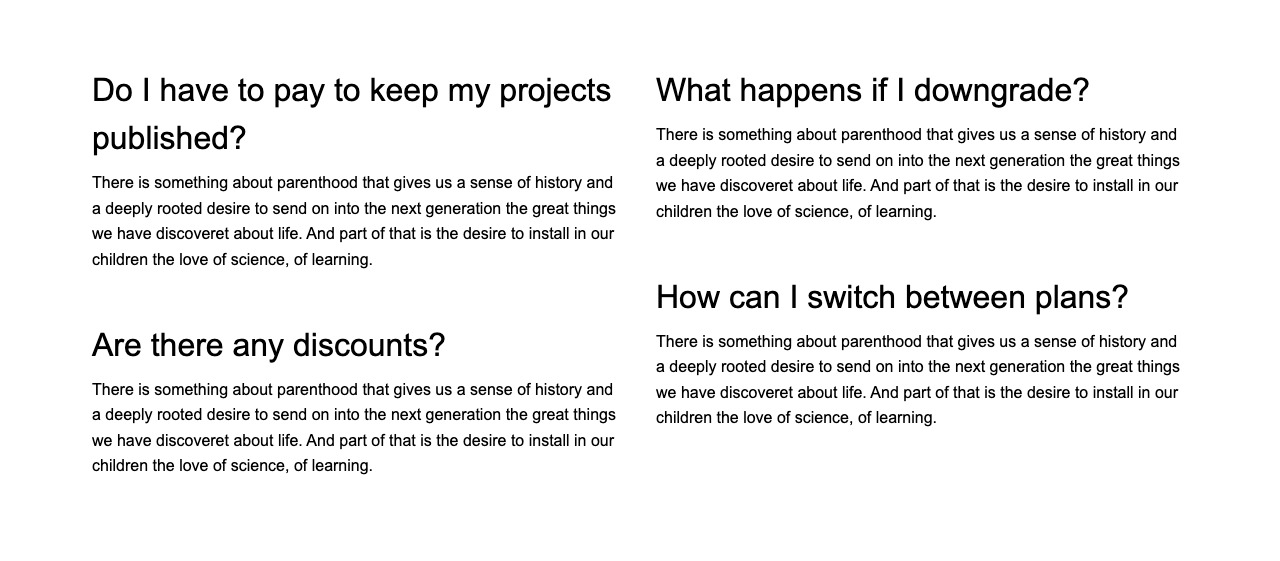 Do I have to pay to keep my projects
published?
There is something about parenthood that gives us a sense of history and
a deeply rooted desire to send on into the next generation the great things
we have discoveret about life. And part of that is the desire to install in our
children the love of science, of learning.
Are there any discounts?
There is something about parenthood that gives us a sense of history and
a deeply rooted desire to send on into the next generation the great things
we have discoveret about life. And part of that is the desire to install in our
children the love of science, of learning.
What happens if I downgrade?
There is something about parenthood that gives us a sense of history and
a deeply rooted desire to send on into the next generation the great things
we have discoveret about life. And part of that is the desire to install in our
children the love of science, of learning.
How can I switch between plans?
There is something about parenthood that gives us a sense of history and
a deeply rooted desire to send on into the next generation the great things
we have discoveret about life. And part of that is the desire to install in our
children the love of science, of learning.